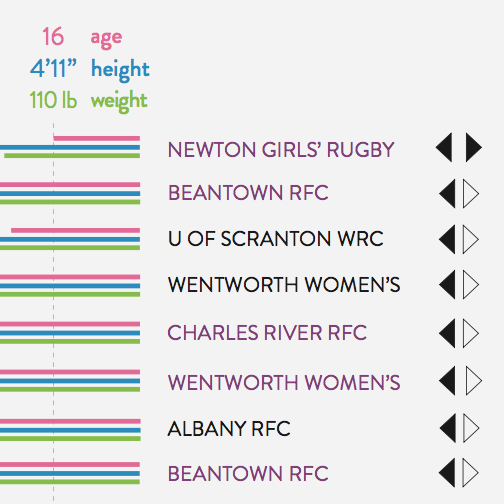 16 age
4'11" height
110 lb weight
NEWTON GIRLS' RUGBY
BEANTOWN RFC
U OF SCRANTON WRC
WENTWORTH WOMEN'S
CHARLES RIVER RFC
WENTWORTH WOMEN'S
ALBANY RFC
BEANTOWN RFC